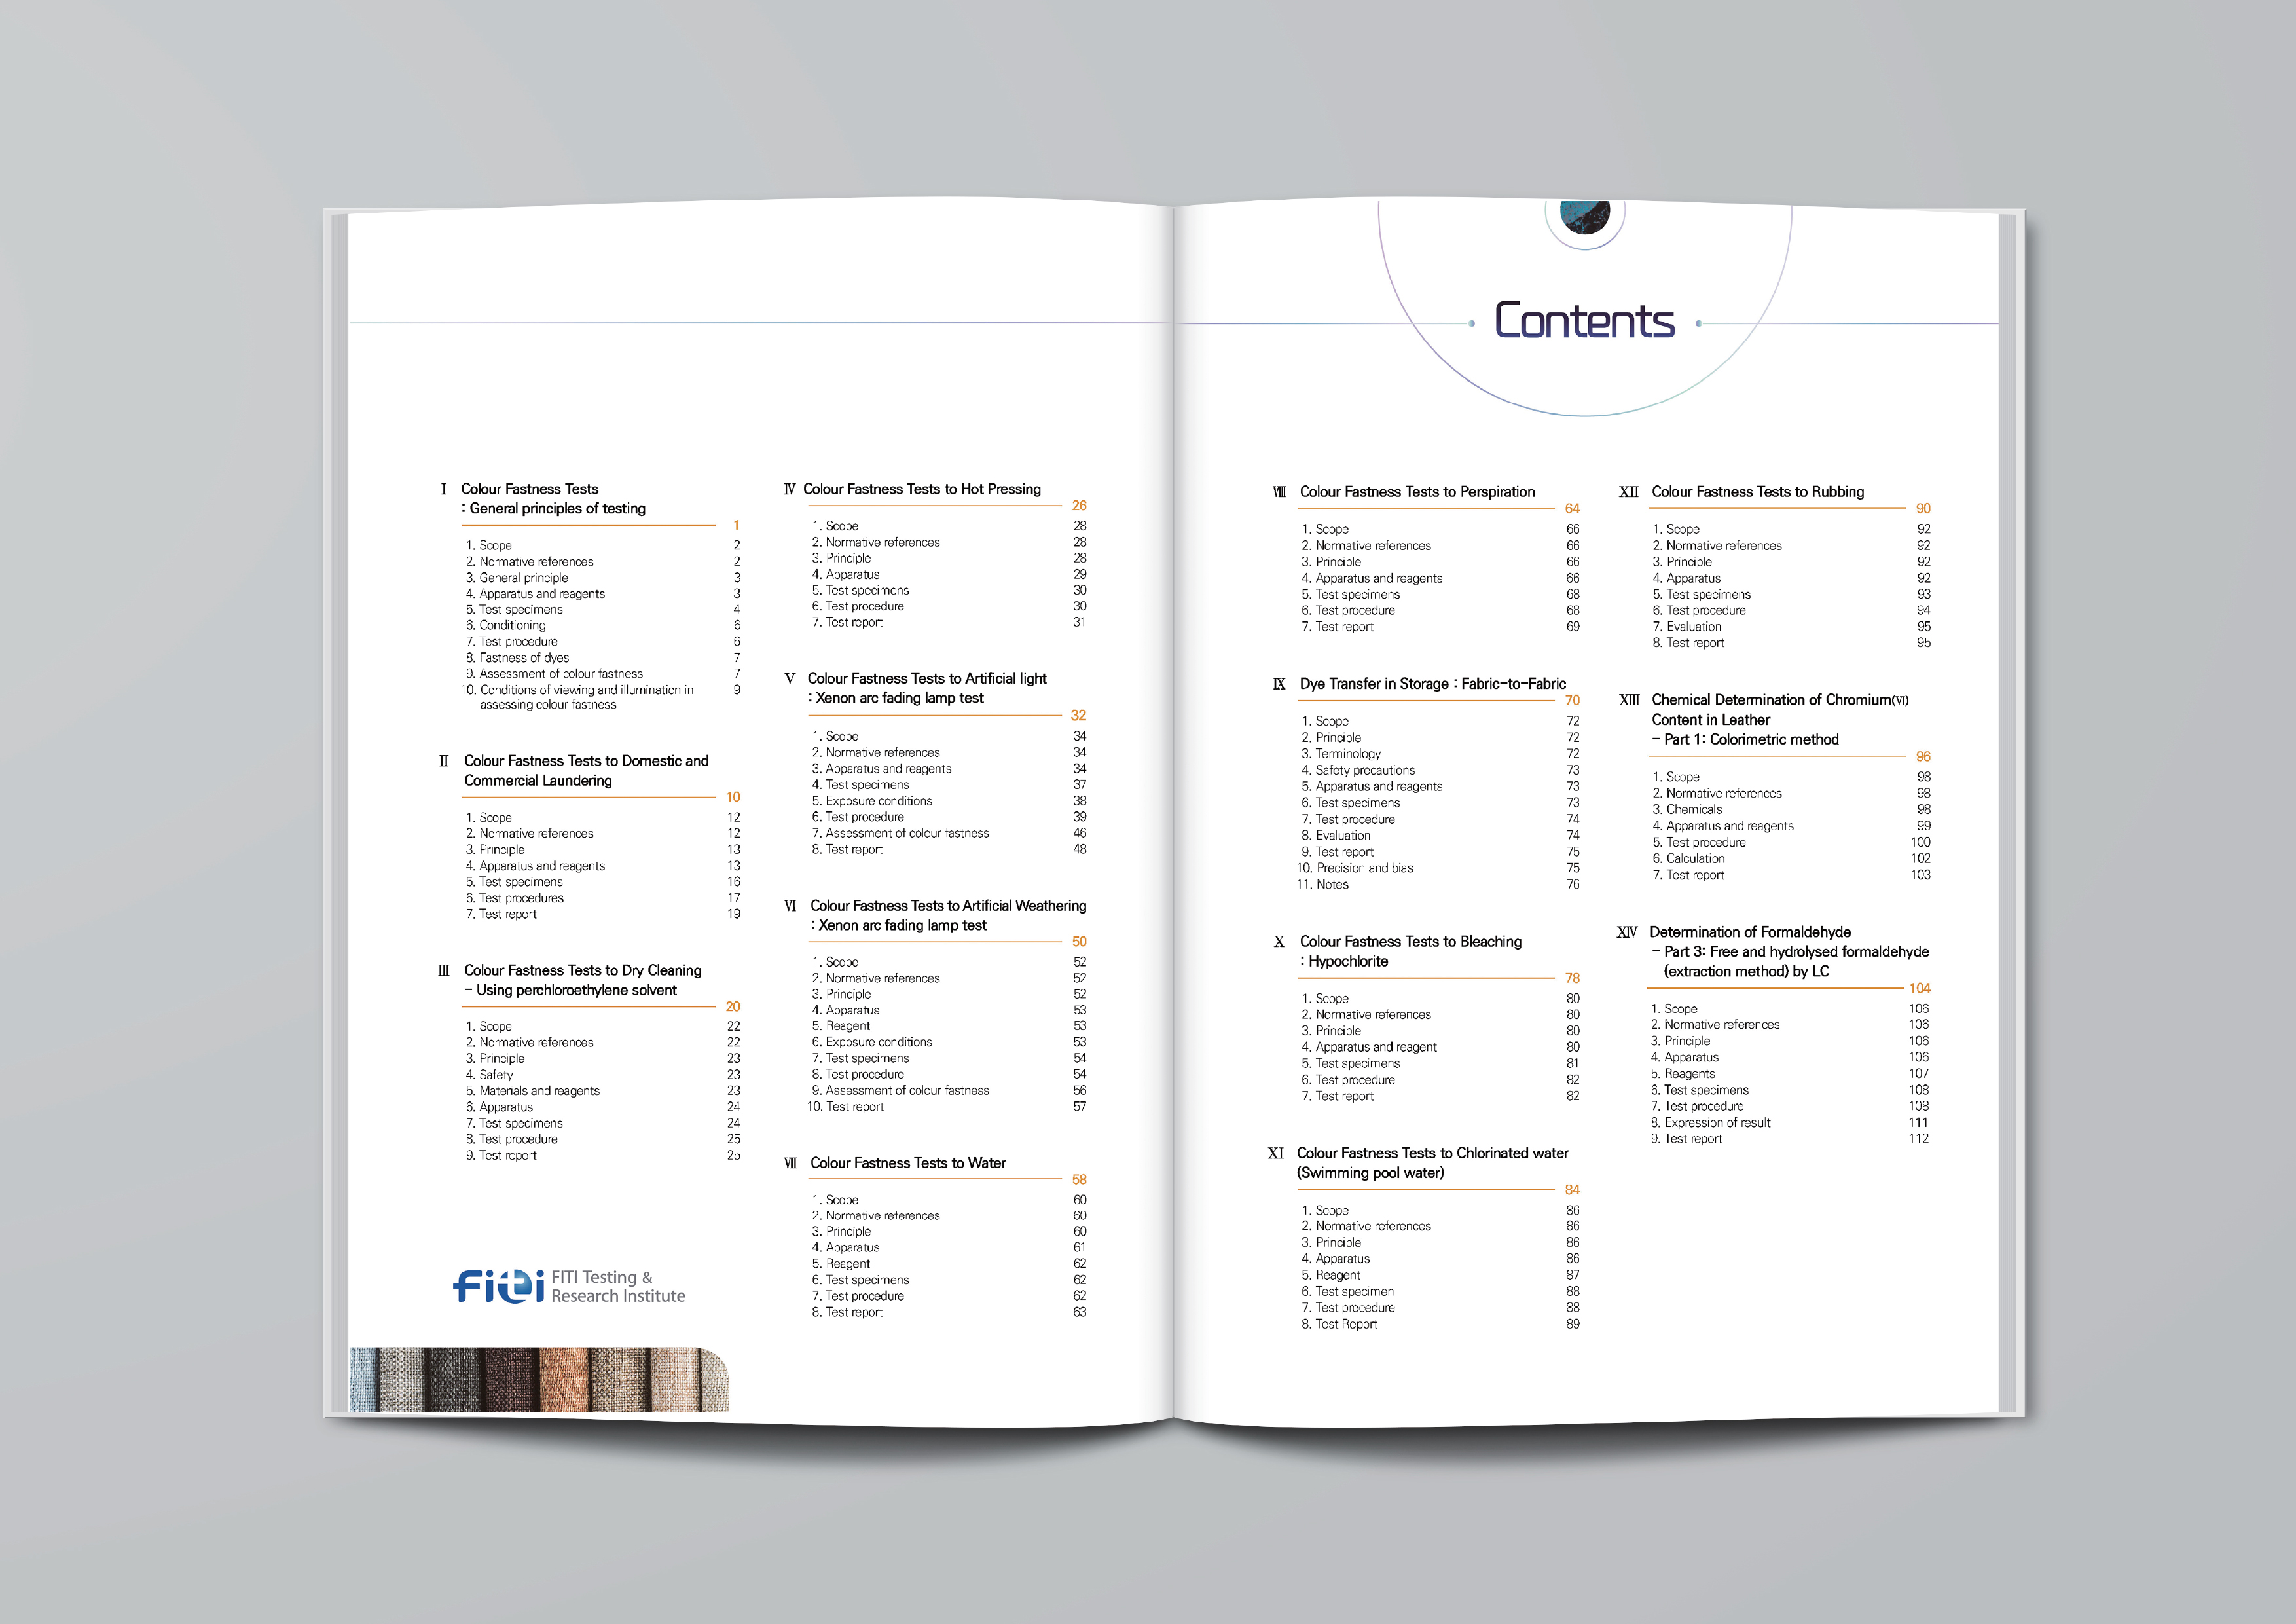 Contents
Ⅰ Colour Fastness Tests
: General principles of testing
1
1. Scope 2
2. Normative references 2
3. General principle 3
4. Apparatus and reagents 3
5. Test specimens 4
6. Conditioning 6
7. Test procedure 6
8. Fastness of dyes 7
9. Assessment of colour fastness 7
10. Conditions of viewing and illumination in 9
assessing colour fastness
Ⅱ Colour Fastness Tests to Domestic and
Commercial Laundering
10
1. Scope 12
2. Normative references 12
3. Principle 13
4. Apparatus and reagents 13
5. Test specimens 16
6. Test procedures 17
7. Test report 19
Ⅲ Colour Fastness Tests to Dry Cleaning
- Using perchloroethylene solvent
20
1. Scope 22
2. Normative references 22
3. Principle 23
4. Safety 23
5. Materials and reagents 23
6. Apparatus 24
7. Test specimens 24
8. Test procedure 25
9. Test report 25
fiti FITI Testing &
Research Institute
Ⅳ Colour Fastness Tests to Hot Pressing
26
1. Scope 28
2. Normative references 28
3. Principle 28
4. Apparatus 29
5. Test specimens 30
6. Test procedure 30
7. Test report 31
Ⅴ Colour Fastness Tests to Artificial light
: Xenon arc fading lamp test
32
1. Scope 34
2. Normative references 34
3. Apparatus and reagents 34
4. Test specimens 37
5. Exposure conditions 38
6. Test procedure 39
7. Assessment of colour fastness 46
8. Test report 48
Ⅵ Colour Fastness Tests to Artificial Weathering
: Xenon arc fading lamp test
50
1. Scope 52
2. Normative references 52
3. Principle 52
4. Apparatus 53
5. Reagent 53
6. Exposure conditions 53
7. Test specimens 54
8. Test procedure 54
9. Assessment of colour fastness 56
10. Test report 57
Ⅶ Colour Fastness Tests to Water
58
1. Scope 60
2. Normative references 60
3. Principle 60
4. Apparatus 61
5. Reagent 62
6. Test specimens 62
7. Test procedure 62
8. Test report 63
Ⅷ Colour Fastness Tests to Perspiration
64
1. Scope 66
2. Normative references 66
3. Principle 66
4. Apparatus and reagents 66
5. Test specimens 68
6. Test procedure 68
7. Test report 69
Ⅸ Dye Transfer in Storage : Fabric-to-Fabric
70
1. Scope 72
2. Principle 72
3. Terminology 72
4. Safety precautions 73
5. Apparatus and reagents 73
6. Test specimens 73
7. Test procedure 74
8. Evaluation 74
9. Test report 75
10. Precision and bias 75
11. Notes 76
Ⅹ Colour Fastness Tests to Bleaching
: Hypochlorite
78
1. Scope 80
2. Normative references 80
3. Principle 80
4. Apparatus and reagent 80
5. Test specimens 81
6. Test procedure 82
7. Test report 82
XI Colour Fastness Tests to Chlorinated water
(Swimming pool water)
84
1. Scope 86
2. Normative references 86
3. Principle 86
4. Apparatus 86
5. Reagent 87
6. Test specimen 88
7. Test procedure 88
8. Test Report 89
XII Colour Fastness Tests to Rubbing
90
1. Scope 92
2. Normative references 92
3. Principle 92
4. Apparatus 92
5. Test specimens 93
6. Test procedure 94
7. Evaluation 95
8. Test report 95
XIII Chemical Determination of Chromium(VI)
Content in Leather
- Part 1: Colorimetric method
96
1. Scope 98
2. Normative references 98
3. Chemicals 98
4. Apparatus and reagents 99
5. Test procedure 100
6. Calculation 102
7. Test report 103
XIV Determination of Formaldehyde
- Part 3: Free and hydrolysed formaldehyde
(extraction method) by LC
104
1. Scope 106
2. Normative references 106
3. Principle 106
4. Apparatus 106
5. Reagents 107
6. Test specimens 108
7. Test procedure 108
8. Expression of result 111
9. Test report 112